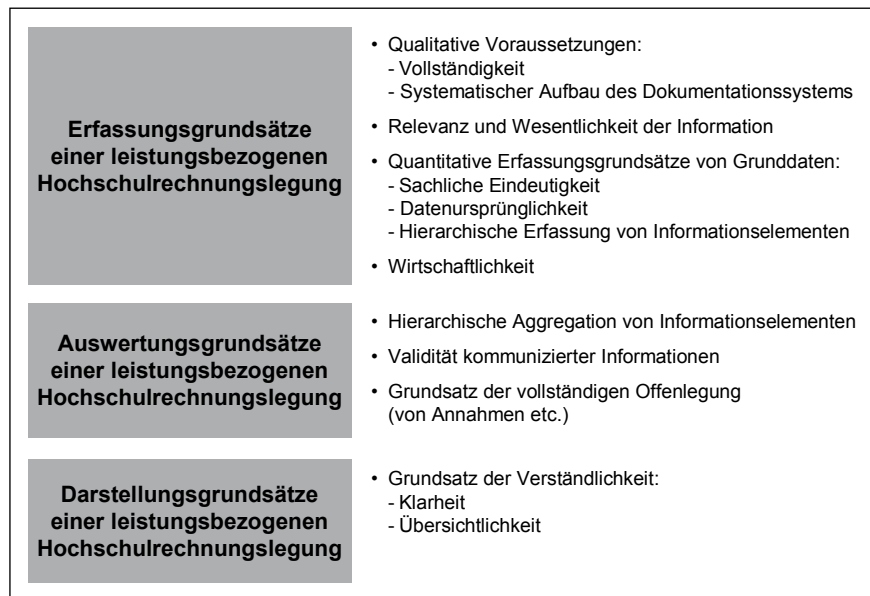 Erfassungsgrundsätze
einer leistungsbezogenen
Hochschulrechnungslegung
• Qualitative Voraussetzungen:
- Vollständigkeit
- Systematischer Aufbau des Dokumentationssystems
• Relevanz und Wesentlichkeit der Information
• Quantitative Erfassungsgrundsätze von Grunddaten:
- Sachliche Eindeutigkeit
- Datenursprünglichkeit
- Hierarchische Erfassung von Informationselementen
• Wirtschaftlichkeit
Auswertungsgrundsätze
einer leistungsbezogenen
Hochschulrechnungslegung
• Hierarchische Aggregation von Informationselementen
• Validität kommunizierter Informationen
• Grundsatz der vollständigen Offenlegung
(von Annahmen etc.)
Darstellungsgrundsätze
einer leistungsbezogenen
Hochschulrechnungslegung
• Grundsatz der Verständlichkeit:
- Klarheit
- Übersichtlichkeit